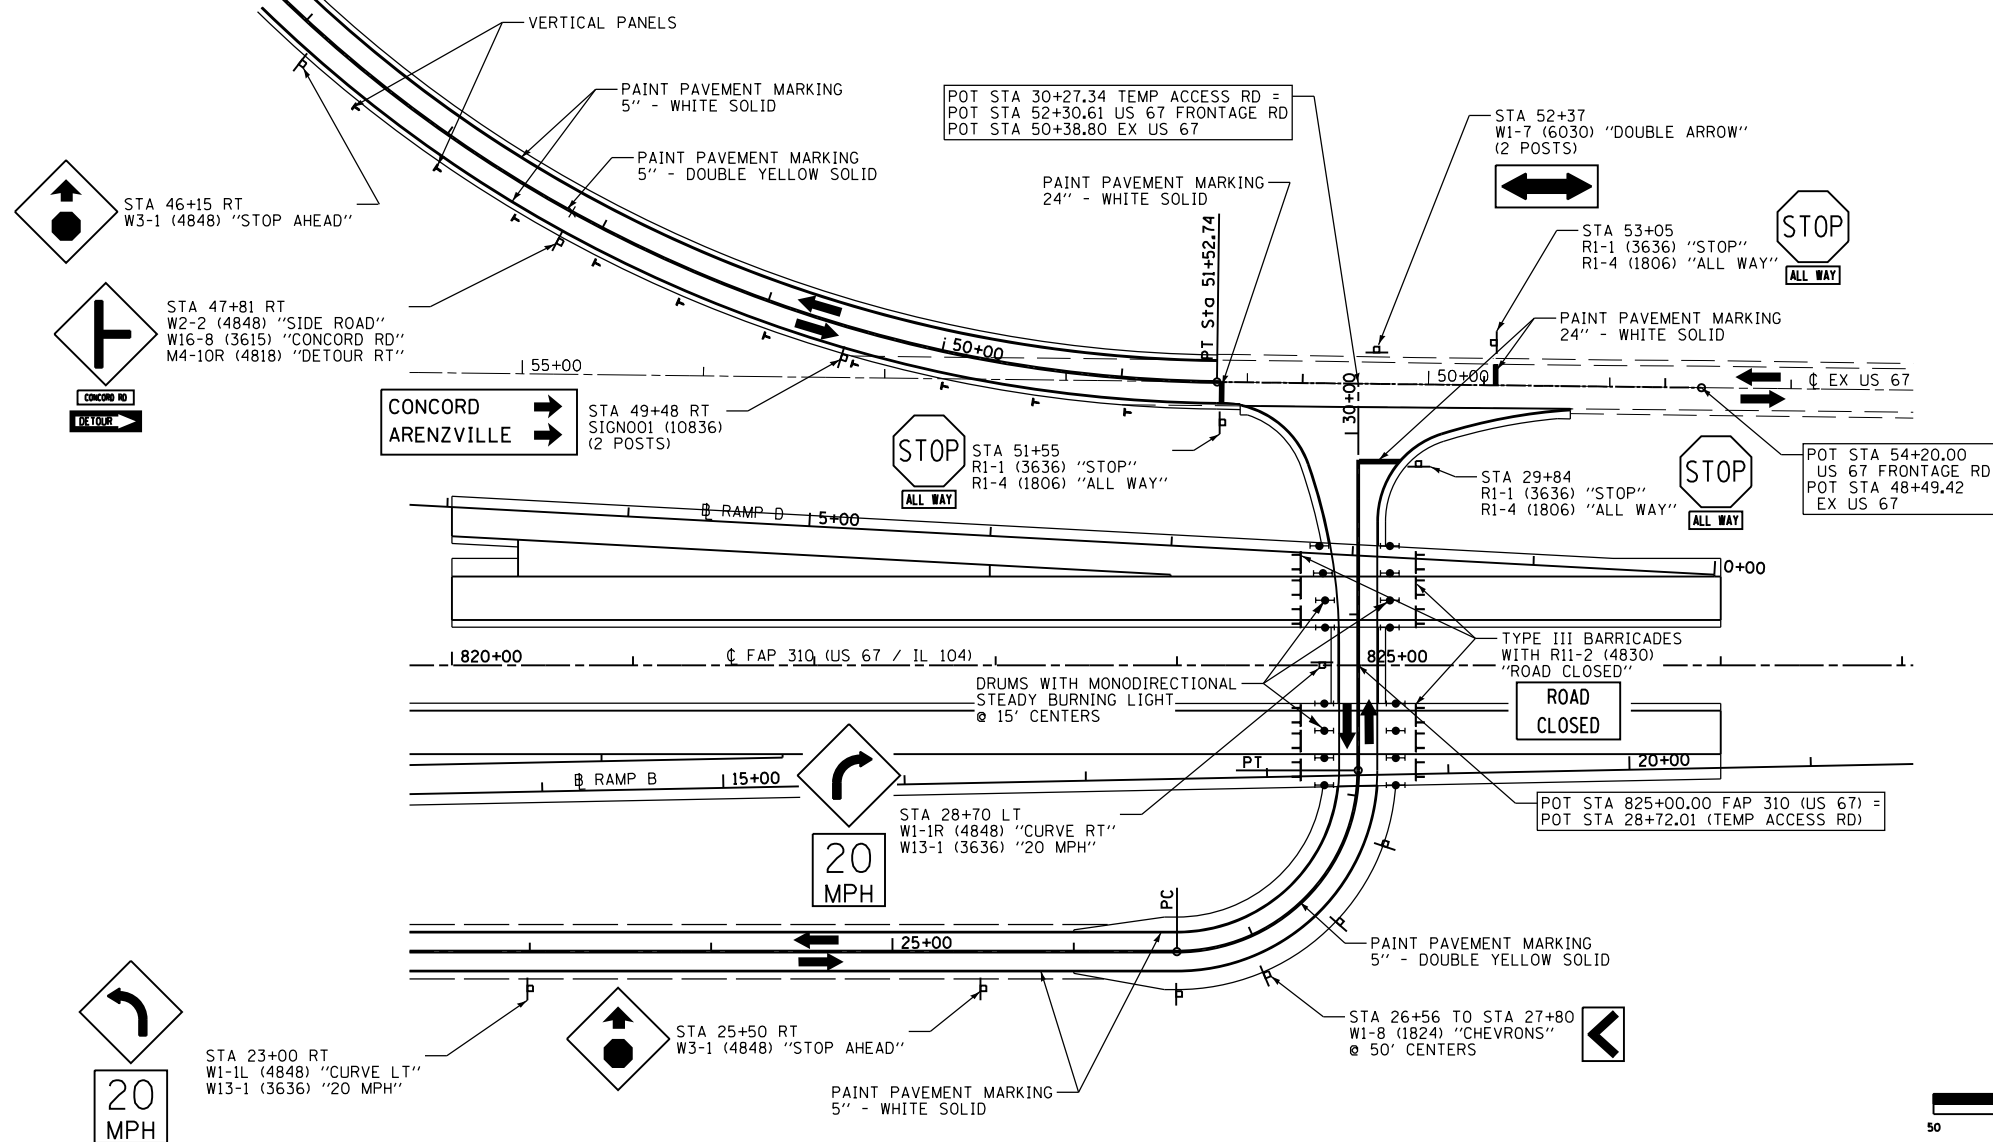 VERTICAL PANELS
PAINT PAVEMENT MARKING
5" - WHITE SOLID
PAINT PAVEMENT MARKING
5" - DOUBLE YELLOW SOLID
POT STA 30+27.34 TEMP ACCESS RD =
POT STA 52+30.61 US 67 FRONTAGE RD
POT STA 50+38.80 EX US 67
STA 52+37
W1-7 (6030) "DOUBLE ARROW"
(2 POSTS)
PAINT PAVEMENT MARKING
24" - WHITE SOLID
STA 46+15 RT
W3-1 (4848) "STOP AHEAD"
PT Sta 51+52.74
STA 53+05
R1-1 (3636) "STOP"
R1-4 (1806) "ALL WAY"
STOP
ALL WAY
STA 47+81 RT
W2-2 (4848) "SIDE ROAD"
W16-8 (3615) "CONCORD RD"
M4-10R (4818) "DETOUR RT"
CONCORD RD
DETOUR
PAINT PAVEMENT MARKING
24" - WHITE SOLID
50+00
55+00
50+00
30+00
℄ EX US 67
CONCORD
ARENZVILLE
STA 49+48 RT
SIGN001 (10836)
(2 POSTS)
STOP
ALL WAY
STA 51+55
R1-1 (3636) "STOP"
R1-4 (1806) "ALL WAY"
STA 29+84
R1-1 (3636) "STOP"
R1-4 (1806) "ALL WAY"
STOP
ALL WAY
POT STA 54+20.00
US 67 FRONTAGE RD
POT STA 48+49.42
EX US 67
B RAMP D
5+00
0+00
820+00
℄ FAP 310 (US 67 / IL 104)
825+00
TYPE III BARRICADES
WITH R11-2 (4830)
"ROAD CLOSED"
ROAD
CLOSED
DRUMS WITH MONODIRECTIONAL
STEADY BURNING LIGHT
@ 15' CENTERS
B RAMP B
15+00
PT
20+00
STA 28+70 LT
W1-1R (4848) "CURVE RT"
W13-1 (3636) "20 MPH"
20
MPH
POT STA 825+00.00 FAP 310 (US 67) =
POT STA 28+72.01 (TEMP ACCESS RD)
PC
25+00
PAINT PAVEMENT MARKING
5" - DOUBLE YELLOW SOLID
STA 26+56 TO STA 27+80
W1-8 (1824) "CHEVRONS"
@ 50' CENTERS
STA 25+50 RT
W3-1 (4848) "STOP AHEAD"
STA 23+00 RT
W1-1L (4848) "CURVE LT"
W13-1 (3636) "20 MPH"
20
MPH
PAINT PAVEMENT MARKING
5" - WHITE SOLID
50